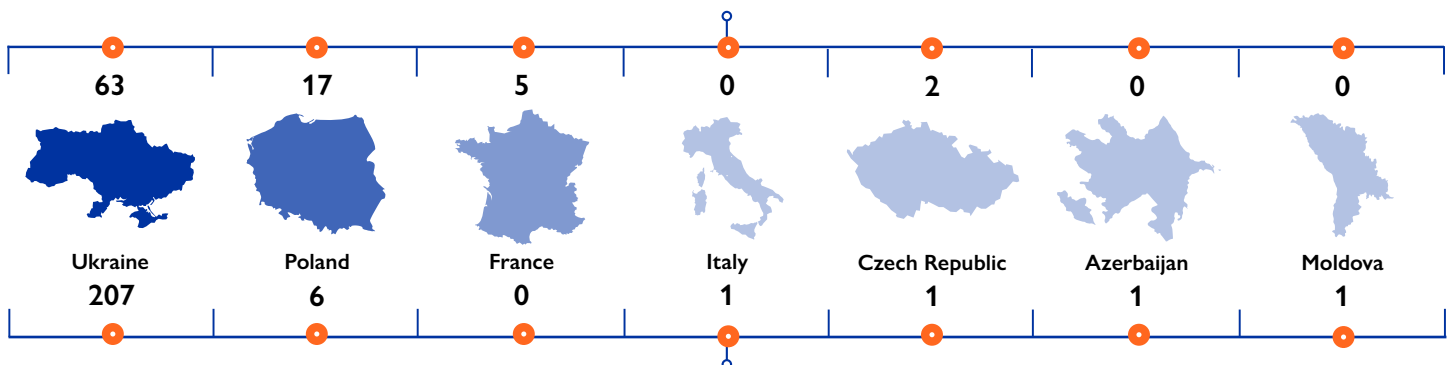 63 17 5 0 2 0 0
Ukraine Poland France Italy Czech Republic Azerbaijan Moldova
207 6 0 1 1 1 1